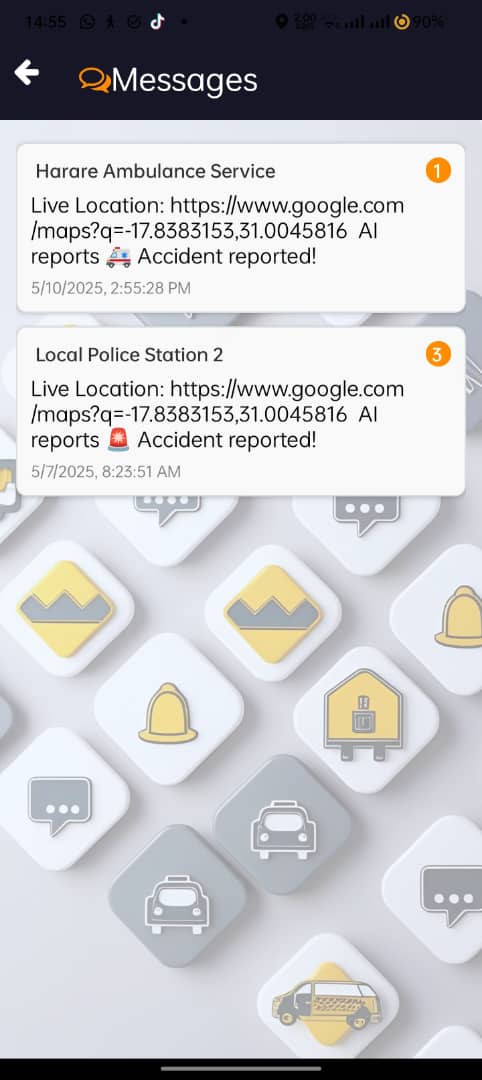 14:55 90%
Messages
Harare Ambulance Service 1
Live Location: https://www.google.com
/maps?q=-17.8383153,31.0045816 AI
reports 🚑 Accident reported!
5/10/2025, 2:55:28 PM
Local Police Station 2 3
Live Location: https://www.google.com
/maps?q=-17.8383153,31.0045816 AI
reports 🚨 Accident reported!
5/7/2025, 8:23:51 AM